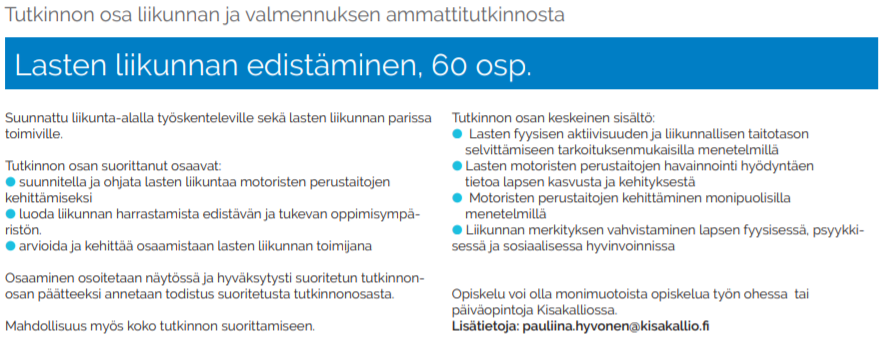 Tutkinnon osa liikunnan ja valmennuksen ammattitutkinnosta
Lasten liikunnan edistäminen, 60 osp.
Suunnattu liikunta-alalla työskenteleville sekä lasten liikunnan parissa
toimiville.
Tutkinnon osan suorittanut osaavat:
● suunnitella ja ohjata lasten liikuntaa motoristen perustaitojen
kehittämiseksi
● luoda liikunnan harrastamista edistävän ja tukevan oppimisympä-
ristön.
● arvioida ja kehittää osaamistaan lasten liikunnan toimijana
Osaaminen osoitetaan näytössä ja hyväksytysti suoritetun tutkinnon-
osan päätteeksi annetaan todistus suoritetusta tutkinnonosasta.
Mahdollisuus myös koko tutkinnon suorittamiseen.
Tutkinnon osan keskeinen sisältö:
● Lasten fyysisen aktiivisuuden ja liikunnallisen taitotason
selvittämiseen tarkoituksenmukaisilla menetelmillä
● Lasten motoristen perustaitojen havainnointi hyödyntäen
tietoa lapsen kasvusta ja kehityksestä
● Motoristen perustaitojen kehittäminen monipuolisilla
menetelmillä
● Liikunnan merkityksen vahvistaminen lapsen fyysisessä, psyykki-
sessä ja sosiaalisessa hyvinvoinnissa
Opiskelu voi olla monimuotoista opiskelua työn ohessa tai
päiväopintoja Kisakalliossa.
Lisätietoja: pauliina.hyvonen@kisakallio.fi